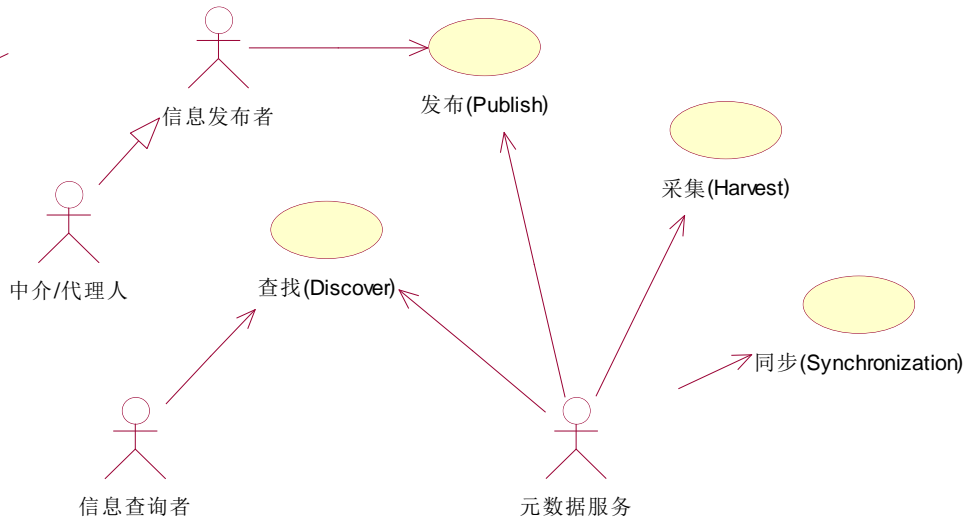 发布(Publish)
信息发布者
采集(Harvest)
中介/代理人
查找(Discover)
同步(Synchronization)
信息查询者
元数据服务